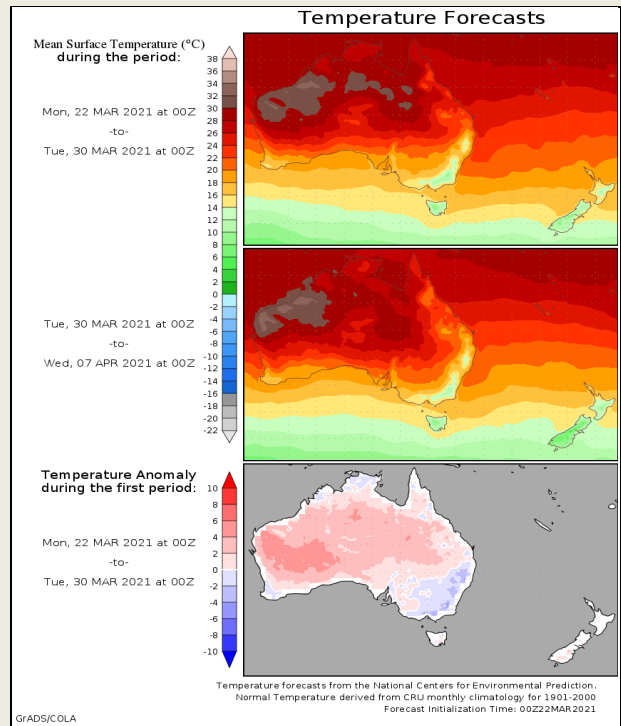 Temperature Forecasts
Mean Surface Temperature (°C)
during the period:
38
36
34
32
30
28
26
24
22
20
18
16
14
12
10
8
6
4
2
0
-2
-4
-6
-8
-10
-12
-14
-16
-17
-18
-20
-22
Mon, 22 MAR 2021 at 00Z
-to-
Tue, 30 MAR 2021 at 00Z
Tue, 30 MAR 2021 at 00Z
-to-
Wed, 07 APR 2021 at 00Z
Temperature Anomaly
during the first period:
10
8
6
4
2
0
-2
-4
-6
-8
-10
Mon, 22 MAR 2021 at 00Z
-to-
Tue, 30 MAR 2021 at 00Z
Temperature forecasts from the National Centers for Environmental Prediction.
Normal Temperature derived from CRU monthly climatology for 1901-2000
Forecast Initialization Time: 00Z22MAR2021
GrADS/COLA